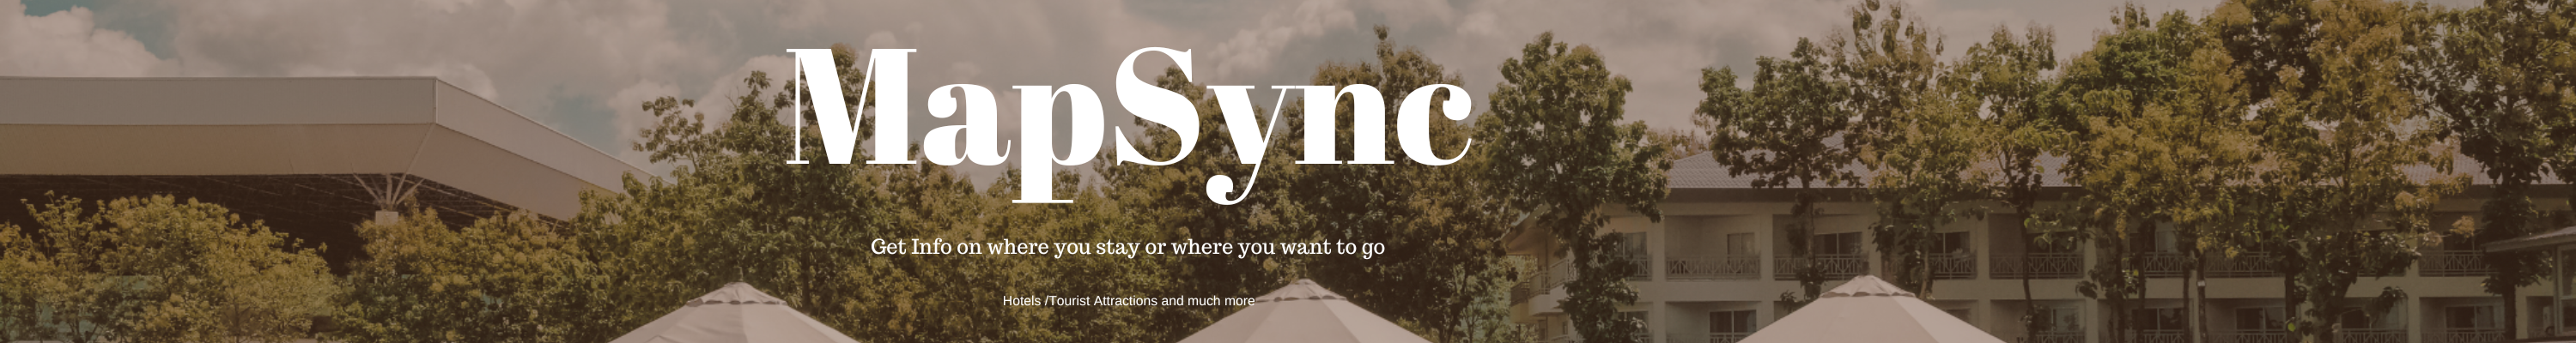 MapSync
Get Info on where you stay or where you want to go
Hotels /Tourist Attractions and much more